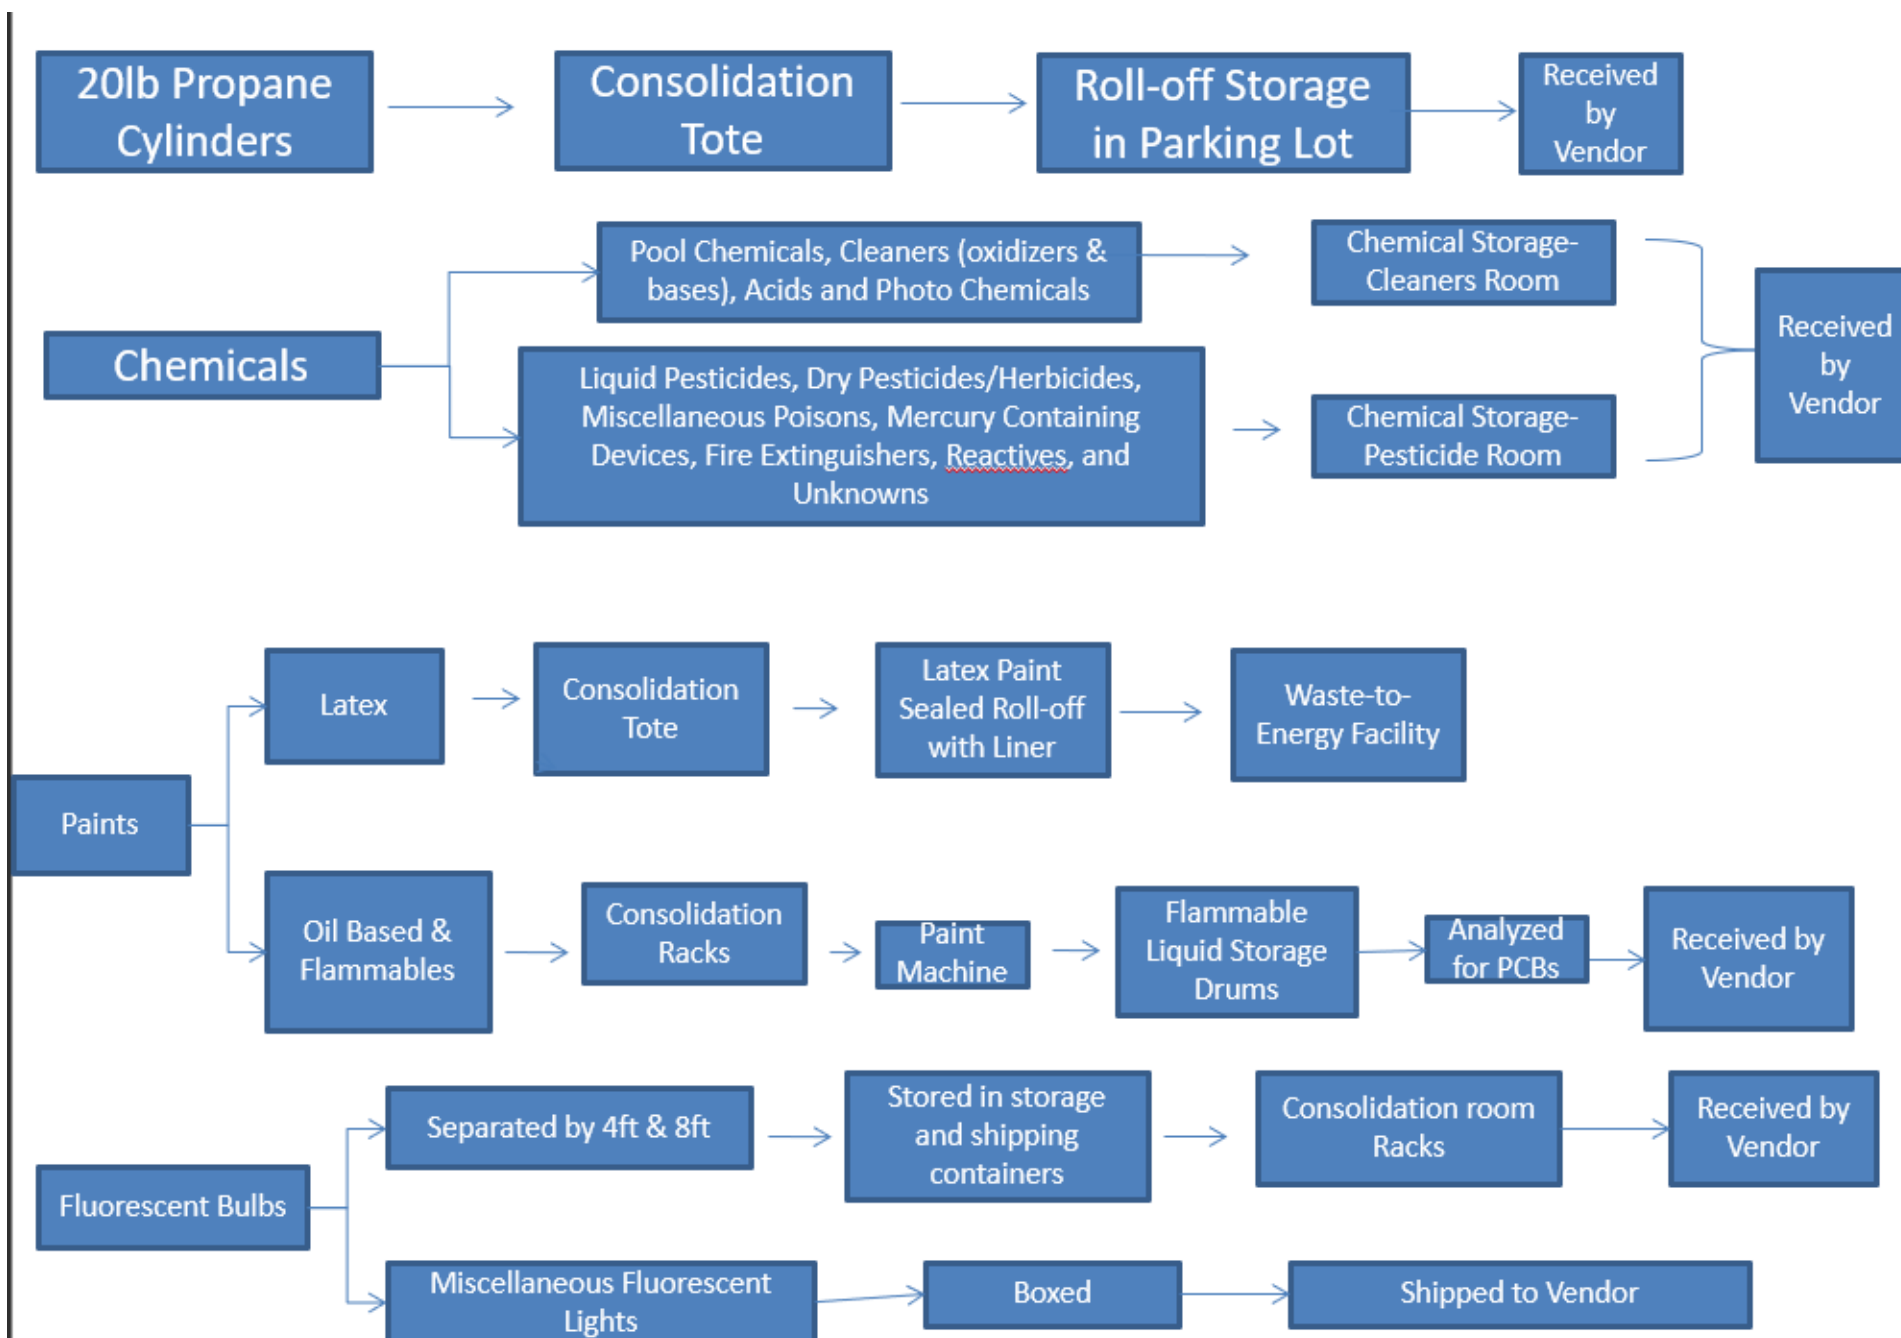 20lb Propane
Cylinders
Consolidation
Tote
Roll-off Storage
in Parking Lot
Received
by
Vendor
Chemicals
Pool Chemicals, Cleaners (oxidizers &
bases), Acids and Photo Chemicals
Chemical Storage-
Cleaners Room
Liquid Pesticides, Dry Pesticides/Herbicides,
Miscellaneous Poisons, Mercury Containing
Devices, Fire Extinguishers, Reactives, and
Unknowns
Chemical Storage-
Pesticide Room
Received
by
Vendor
Paints
Latex
Consolidation
Tote
Latex Paint
Sealed Roll-off
with Liner
Waste-to-
Energy Facility
Oil Based &
Flammables
Consolidation
Racks
Paint
Machine
Flammable
Liquid Storage
Drums
Analyzed
for PCBs
Received by
Vendor
Fluorescent Bulbs
Separated by 4ft & 8ft
Stored in storage
and shipping
containers
Consolidation room
Racks
Received by
Vendor
Miscellaneous Fluorescent
Lights
Boxed
Shipped to Vendor